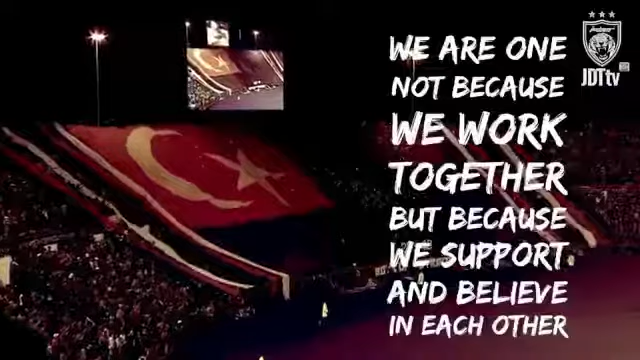 WE ARE ONE
NOT BECAUSE
WE WORK
TOGETHER
BUT BECAUSE
WE SUPPORT
AND BELIEVE
IN EACH OTHER
JDTtv